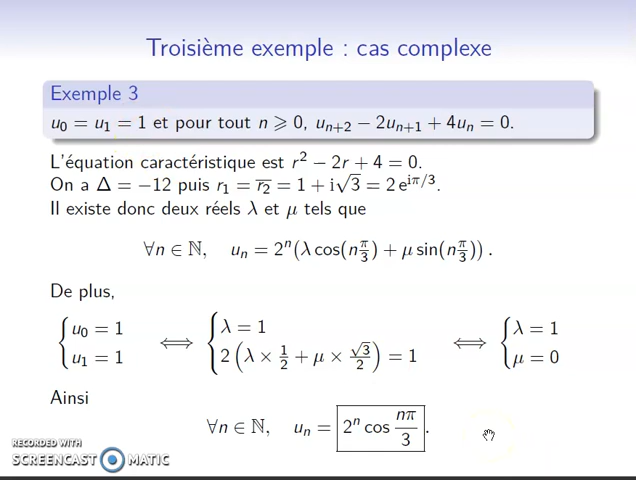 Troisième exemple : cas complexe
Exemple 3
u₀ = u₁ = 1 et pour tout n ⩾ 0, uₙ₊₂ − 2uₙ₊₁ + 4uₙ = 0.
L'équation caractéristique est r² − 2r + 4 = 0.
On a Δ = −12 puis r₁ = r̅₂ = 1 + i√3 = 2 e^{iπ/3}.
Il existe donc deux réels λ et μ tels que
∀n ∈ ℕ, uₙ = 2ⁿ(λ cos(n π/3) + μ sin(n π/3)) .
De plus,
{ u₀ = 1 ; u₁ = 1 ⟺ { λ = 1 ; 2(λ × 1/2 + μ × √3/2) = 1 ⟺ { λ = 1 ; μ = 0
Ainsi
∀n ∈ ℕ, uₙ = 2ⁿ cos nπ/3 .
RECORDED WITH
SCREENCAST MATIC